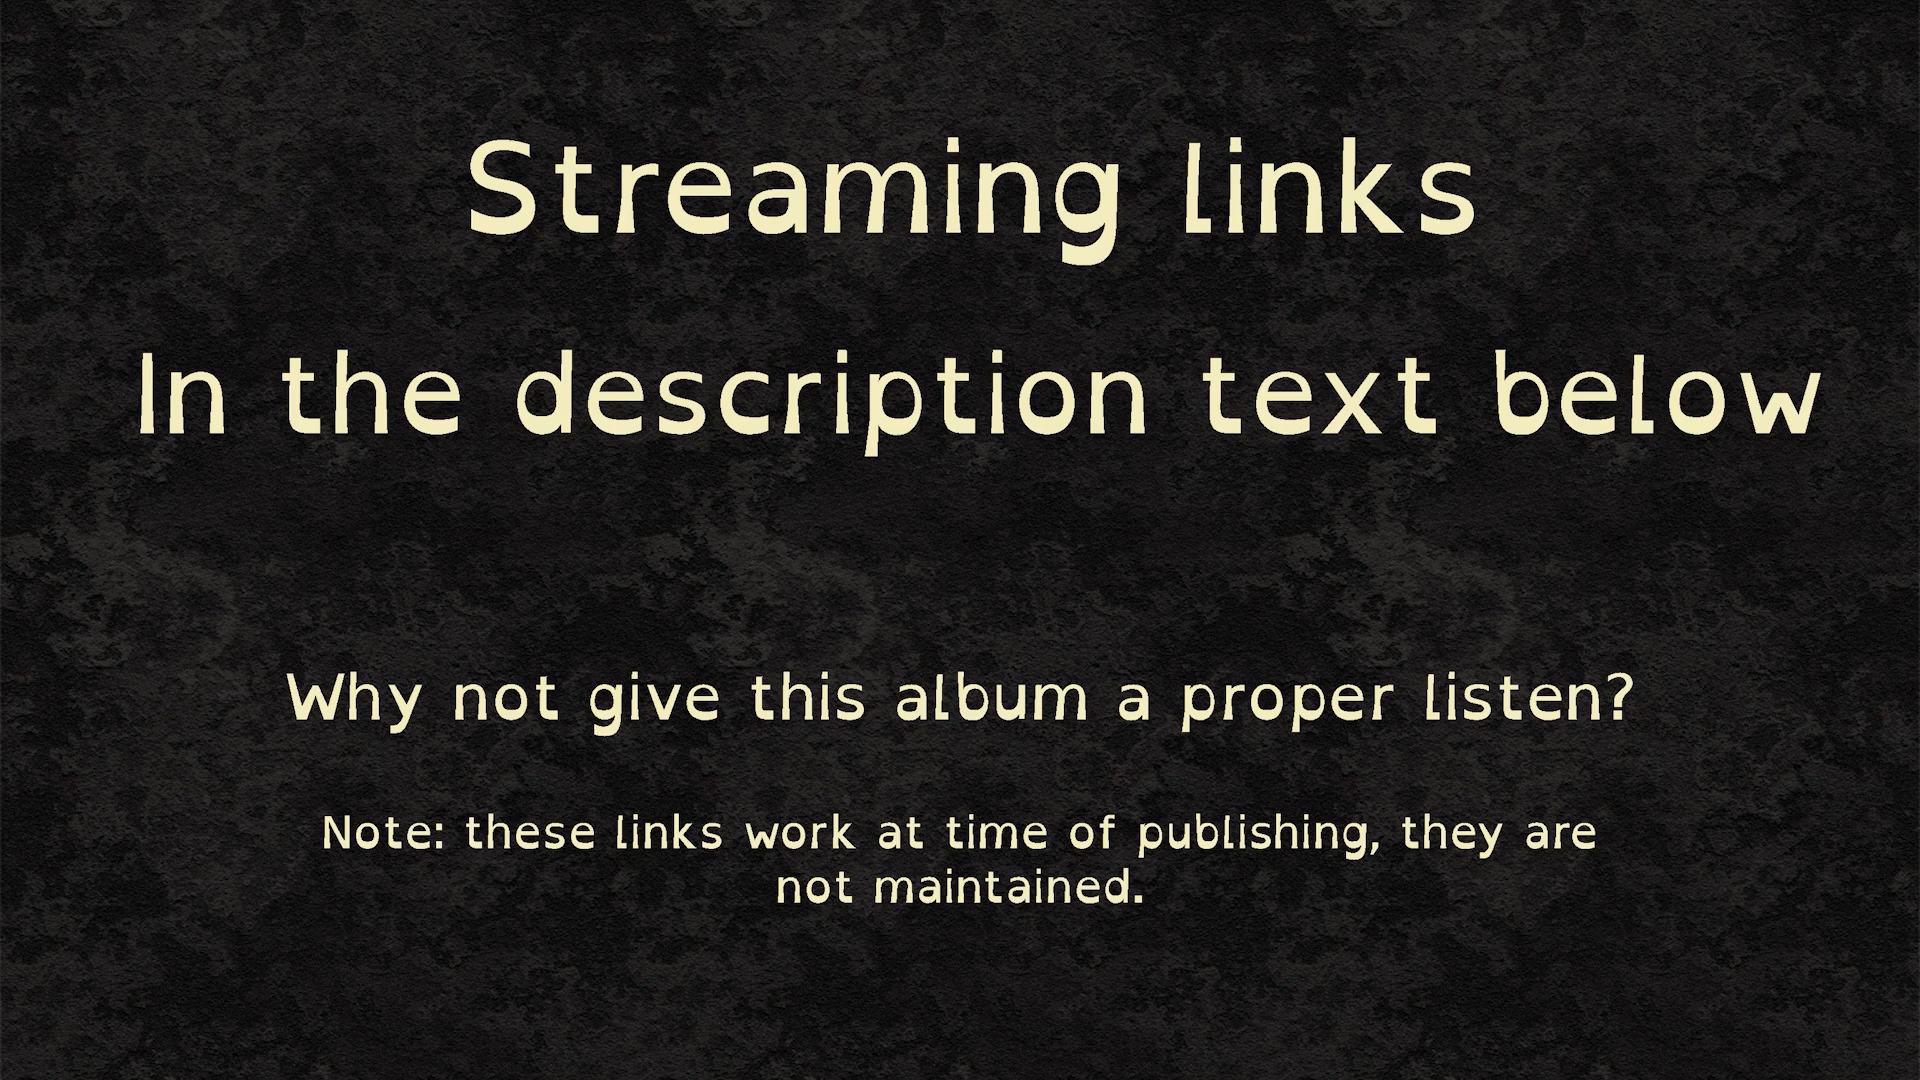 Streaming links
In the description text below
Why not give this album a proper listen?
Note: these links work at time of publishing, they are
not maintained.